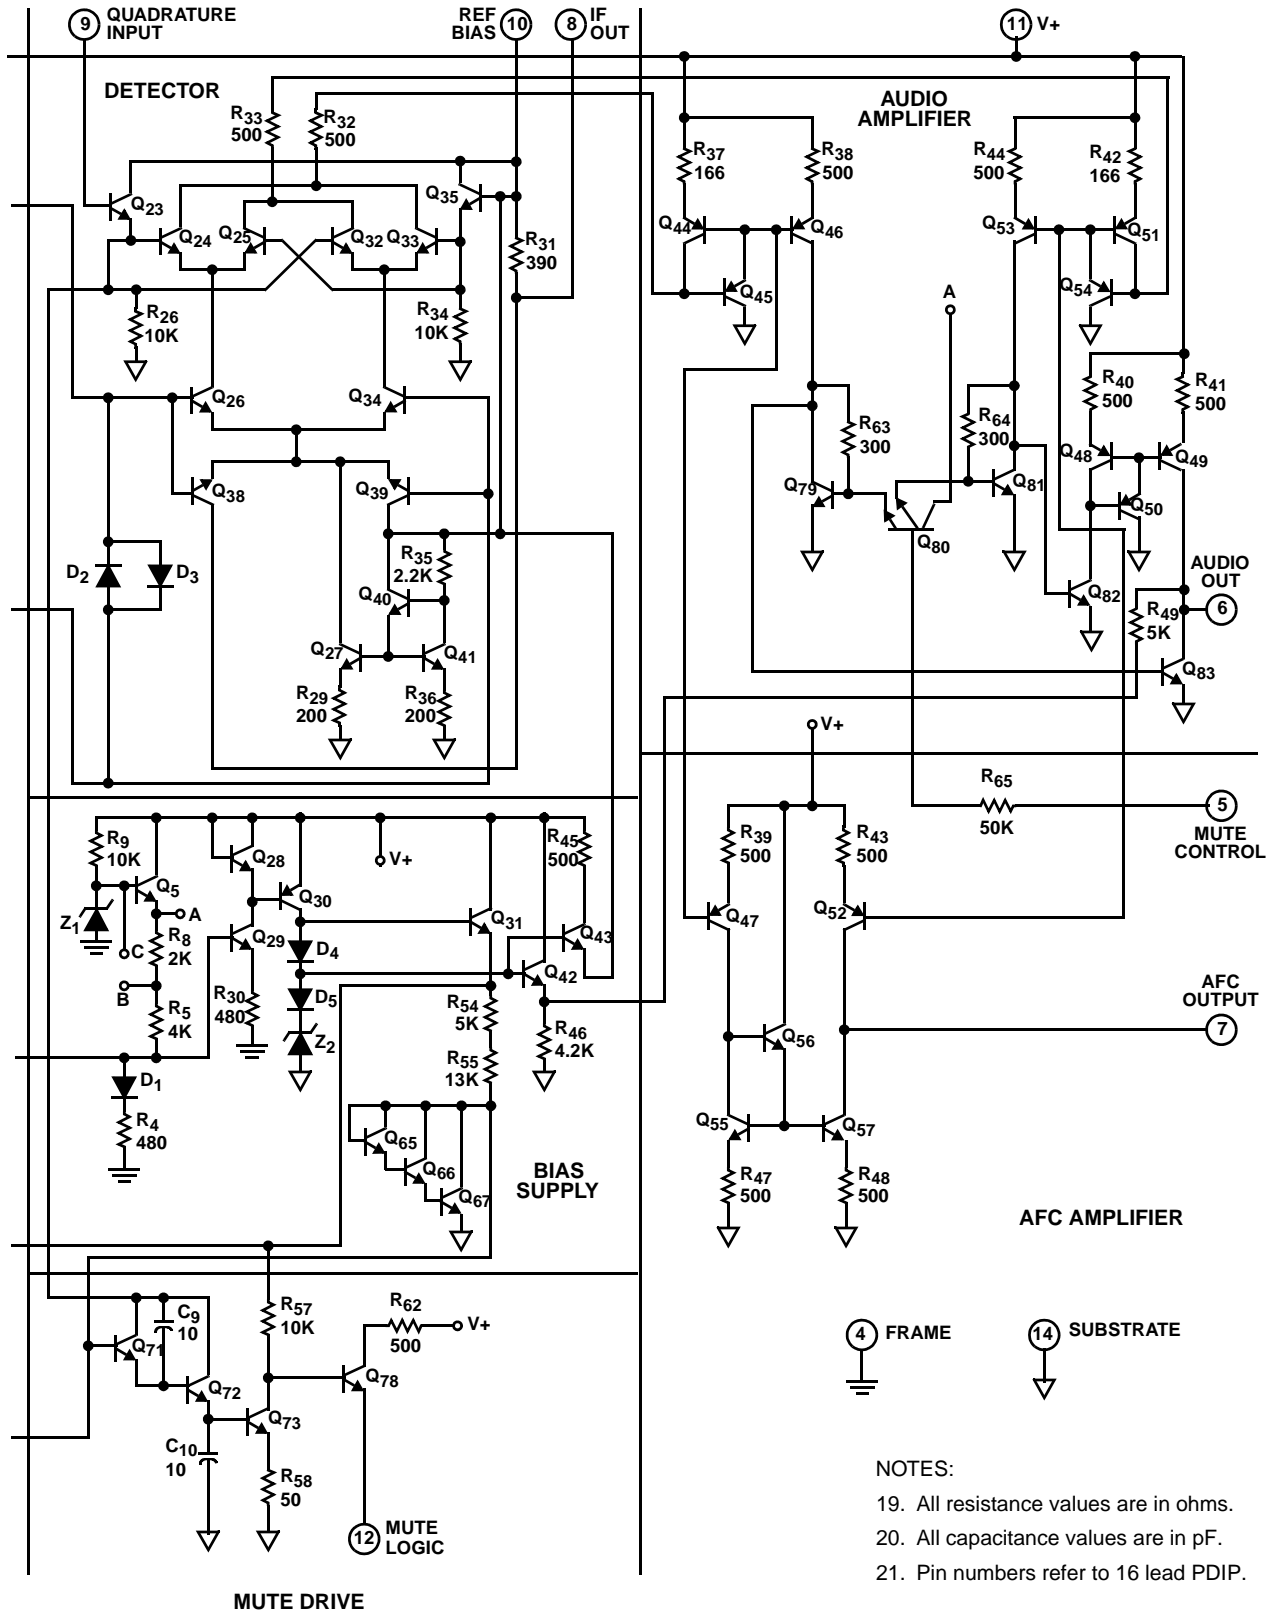 9 QUADRATURE INPUT
REF BIAS 10
8 IF OUT
11 V+
DETECTOR
AUDIO AMPLIFIER
R33 500
R32 500
R37 166
R38 500
R44 500
R42 166
Q23
Q24
Q25
Q32
Q33
Q35
R31 390
Q44
Q46
Q53
Q51
R26 10K
R34 10K
Q45
A
Q54
Q26
Q34
R63 300
R64 300
R40 500
R41 500
Q38
Q39
Q79
Q80
Q81
Q48
Q49
Q50
D2
D3
R35 2.2K
Q40
Q82
R49 5K
AUDIO OUT
6
Q27
Q41
Q83
R29 200
R36 200
V+
R65 50K
5
MUTE CONTROL
R9 10K
Q5
Z1
A
C
R8 2K
B
R5 4K
Q28
Q30
Q29
D4
R30 480
D5
Z2
V+
Q31
R45 500
Q43
Q42
R54 5K
R46 4.2K
R55 13K
D1
R4 480
Q65
Q66
Q67
BIAS SUPPLY
R39 500
R43 500
Q47
Q52
AFC OUTPUT
7
Q56
Q55
Q57
R47 500
R48 500
AFC AMPLIFIER
C9 10
Q71
Q72
Q73
C10 10
R57 10K
R62 500
V+
Q78
R58 50
12 MUTE LOGIC
MUTE DRIVE
4 FRAME
14 SUBSTRATE
NOTES:
19. All resistance values are in ohms.
20. All capacitance values are in pF.
21. Pin numbers refer to 16 lead PDIP.